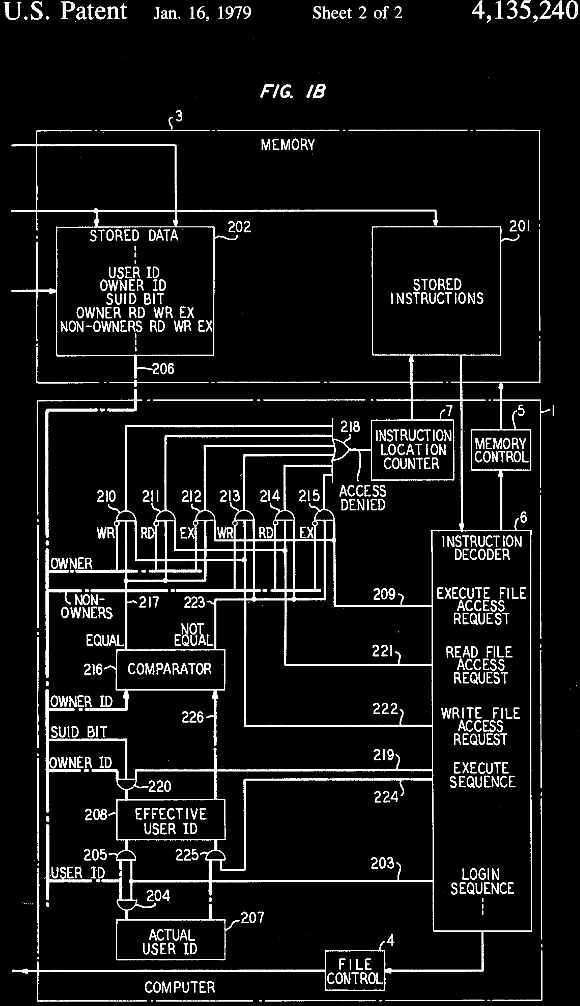 U.S. Patent Jan. 16, 1979 Sheet 2 of 2 4,135,240
FIG. 1B
3
MEMORY
202
201
STORED DATA
USER ID
OWNER ID
SUID BIT
OWNER RD WR EX
NON-OWNERS RD WR EX
STORED
INSTRUCTIONS
206
1
218
7
INSTRUCTION
LOCATION
COUNTER
5
MEMORY
CONTROL
ACCESS
DENIED
210 211 212 213 214 215
WR RD EX WR RD EX
6
INSTRUCTION
DECODER
OWNER
NON-
OWNERS
217
223
209
EXECUTE FILE
ACCESS
REQUEST
EQUAL
NOT
EQUAL
216
COMPARATOR
221
READ FILE
ACCESS
REQUEST
OWNER ID
226
222
WRITE FILE
ACCESS
REQUEST
SUID BIT
OWNER ID
220
219
224
EXECUTE
SEQUENCE
208
EFFECTIVE
USER ID
205
225
USER ID
203
LOGIN
SEQUENCE
204
207
ACTUAL
USER ID
4
FILE
CONTROL
COMPUTER